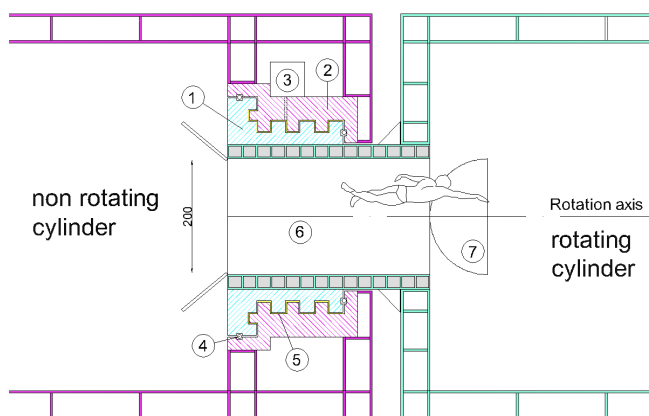 3
2
1
non rotating
cylinder
200
6
Rotation axis
rotating
cylinder
7
4
5